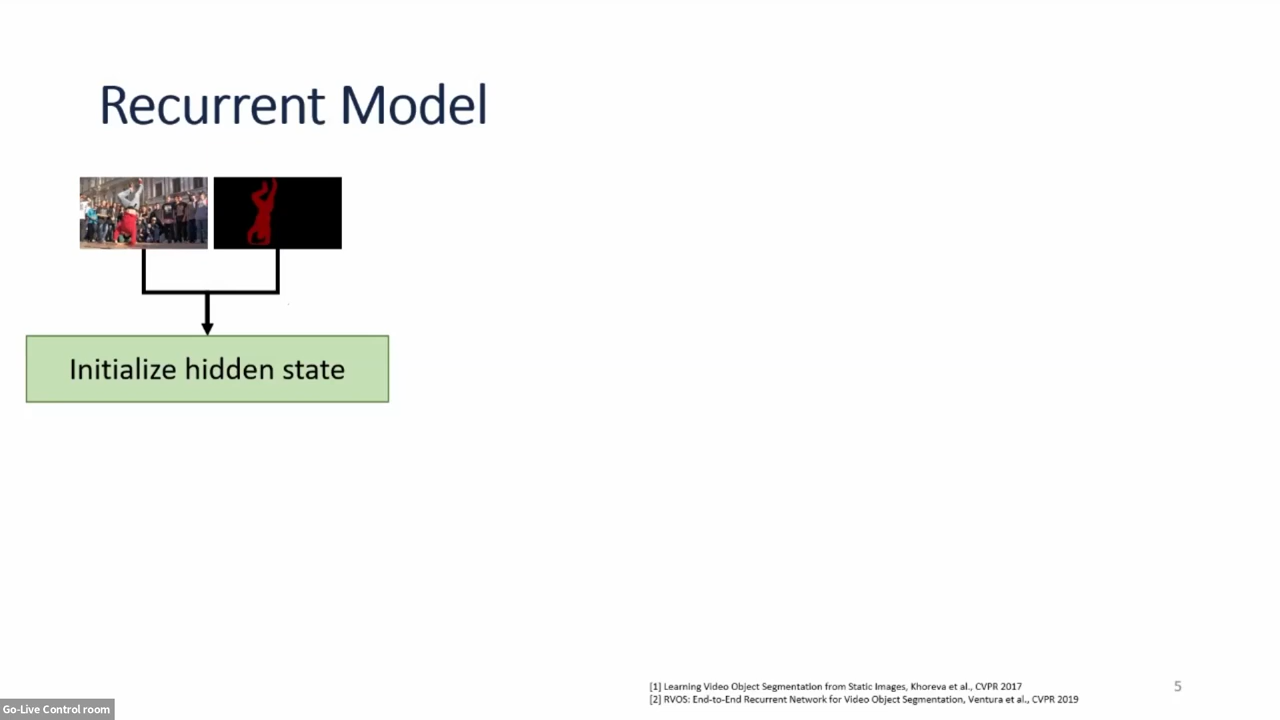 Recurrent Model
Initialize hidden state
[1] Learning Video Object Segmentation from Static Images, Khoreva et al., CVPR 2017
[2] RVOS: End-to-End Recurrent Network for Video Object Segmentation, Ventura et al., CVPR 2019
5
Go-Live Control room